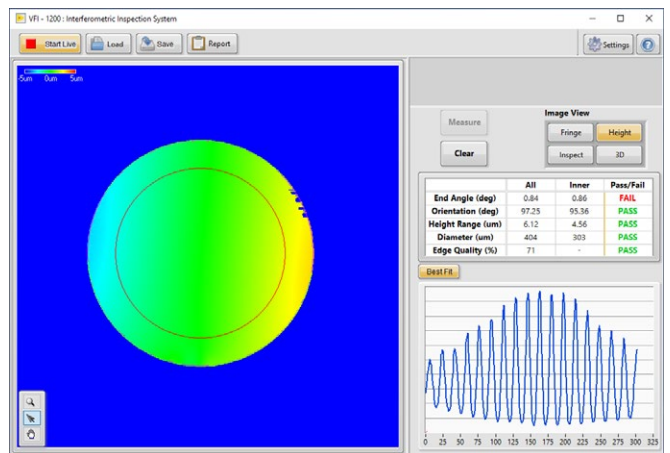 VFI - 1200 : Interferometric Inspection System
Start Live Load Save Report Settings
-5um 0um 5um
Measure
Clear
Image View
Fringe Height
Inspect 3D
All Inner Pass/Fail
End Angle (deg) 0.84 0.86 FAIL
Orientation (deg) 97.25 95.36 PASS
Height Range (um) 6.12 4.56 PASS
Diameter (um) 404 303 PASS
Edge Quality (%) 71 - PASS
Best Fit
0 25 50 75 100 125 150 175 200 225 250 275 300 325